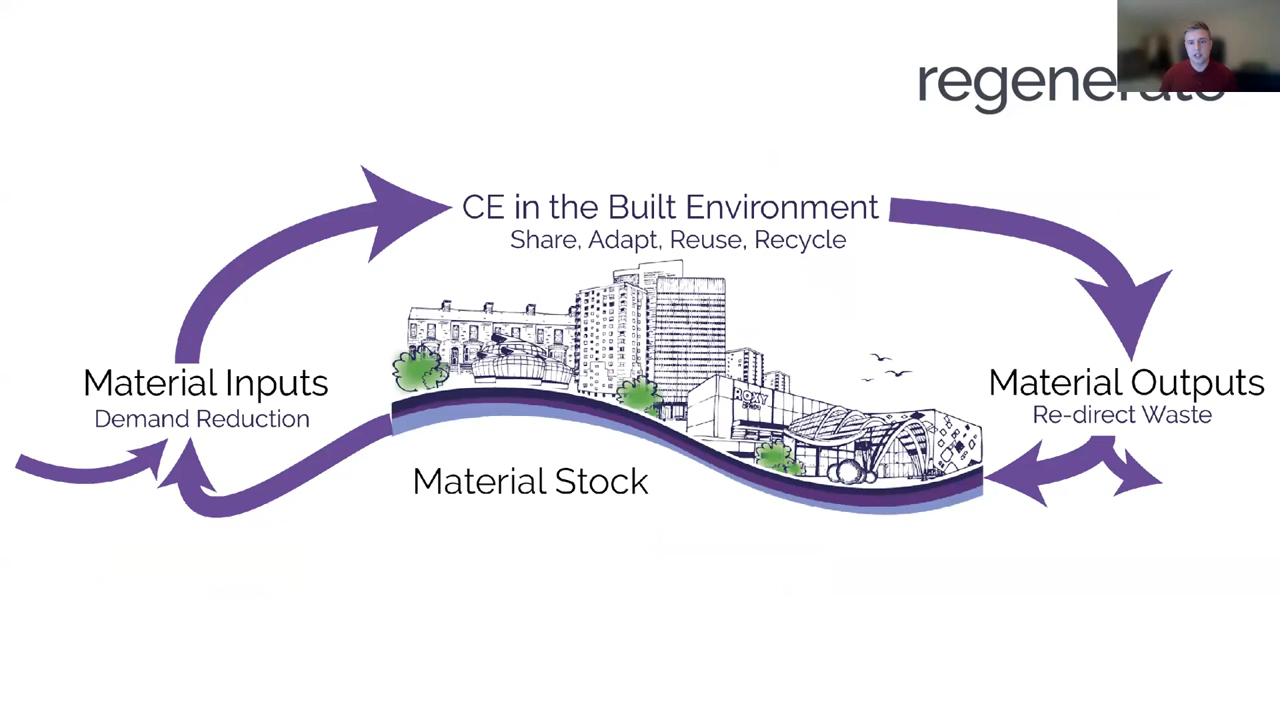 CE in the Built Environment
Share, Adapt, Reuse, Recycle
ROXY
Material Inputs
Demand Reduction
Material Outputs
Re-direct Waste
Material Stock